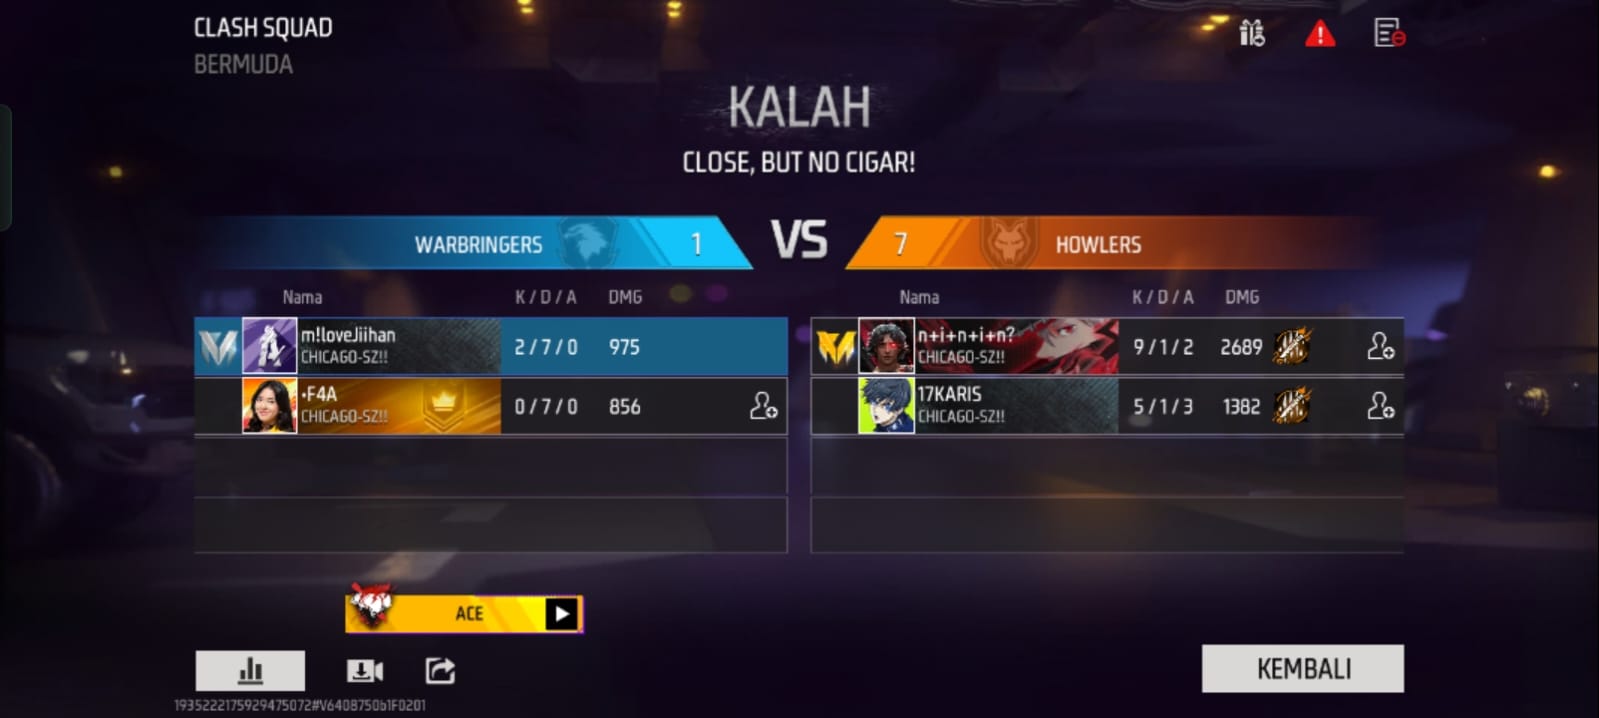 CLASH SQUAD
BERMUDA
KALAH
CLOSE, BUT NO CIGAR!
WARBRINGERS 1 VS 7 HOWLERS
Nama K / D / A DMG Nama K / D / A DMG
m!loveJiihan 2 / 7 / 0 975
CHICAGO-SZ!!
n+i+n+i+n? 9 / 1 / 2 2689
CHICAGO-SZ!!
•F4A 0 / 7 / 0 856
CHICAGO-SZ!!
17KARIS 5 / 1 / 3 1382
CHICAGO-SZ!!
ACE
KEMBALI
1935222175929475072#V6408750b1F0201